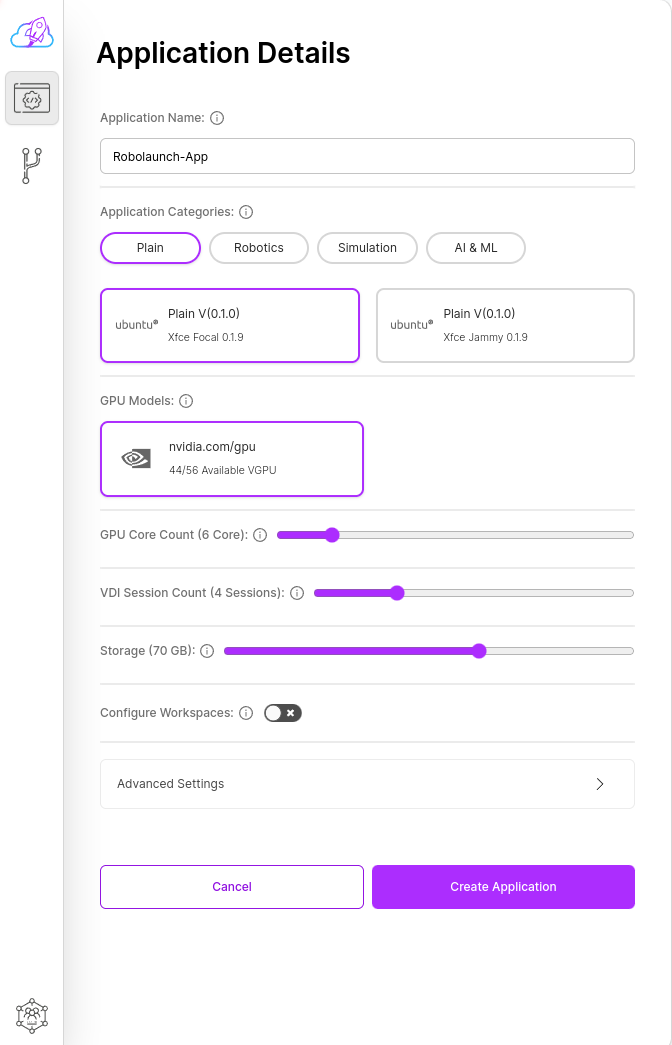 Application Details
Application Name:
Robolaunch-App
Application Categories:
Plain
Robotics
Simulation
AI & ML
ubuntu®
Plain V(0.1.0)
Xfce Focal 0.1.9
ubuntu®
Plain V(0.1.0)
Xfce Jammy 0.1.9
GPU Models:
nvidia.com/gpu
44/56 Available VGPU
GPU Core Count (6 Core):
VDI Session Count (4 Sessions):
Storage (70 GB):
Configure Workspaces:
Advanced Settings
Cancel
Create Application